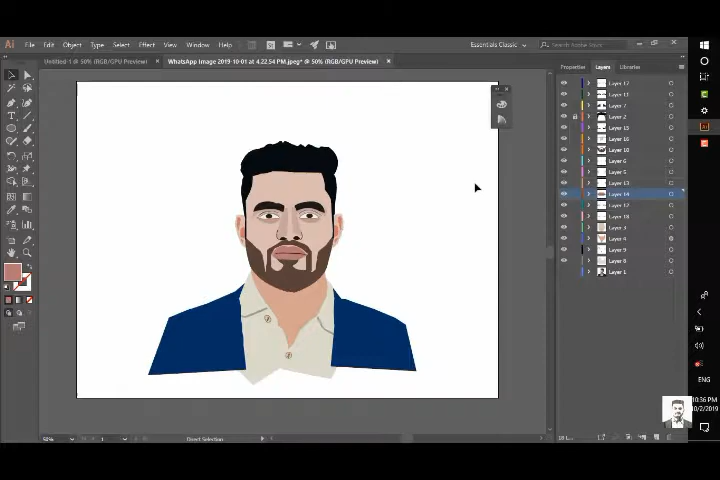 Ai File Edit Object Type Select Effect View Window Help
Essentials Classic
Search Adobe Stock
Untitled-1 @ 50% (RGB/GPU Preview)
WhatsApp Image 2019-10-01 at 4.22.54 PM.jpeg* @ 50% (RGB/GPU Preview)
Properties Layers Libraries
Layer 17
Layer 11
Layer 7
Layer 2
Layer 15
Layer 16
Layer 10
Layer 6
Layer 5
Layer 13
Layer 14
Layer 12
Layer 18
Layer 3
Layer 4
Layer 9
Layer 8
Layer 1
ENG
10:36 PM
10/2/2019
50%
1
Direct Selection